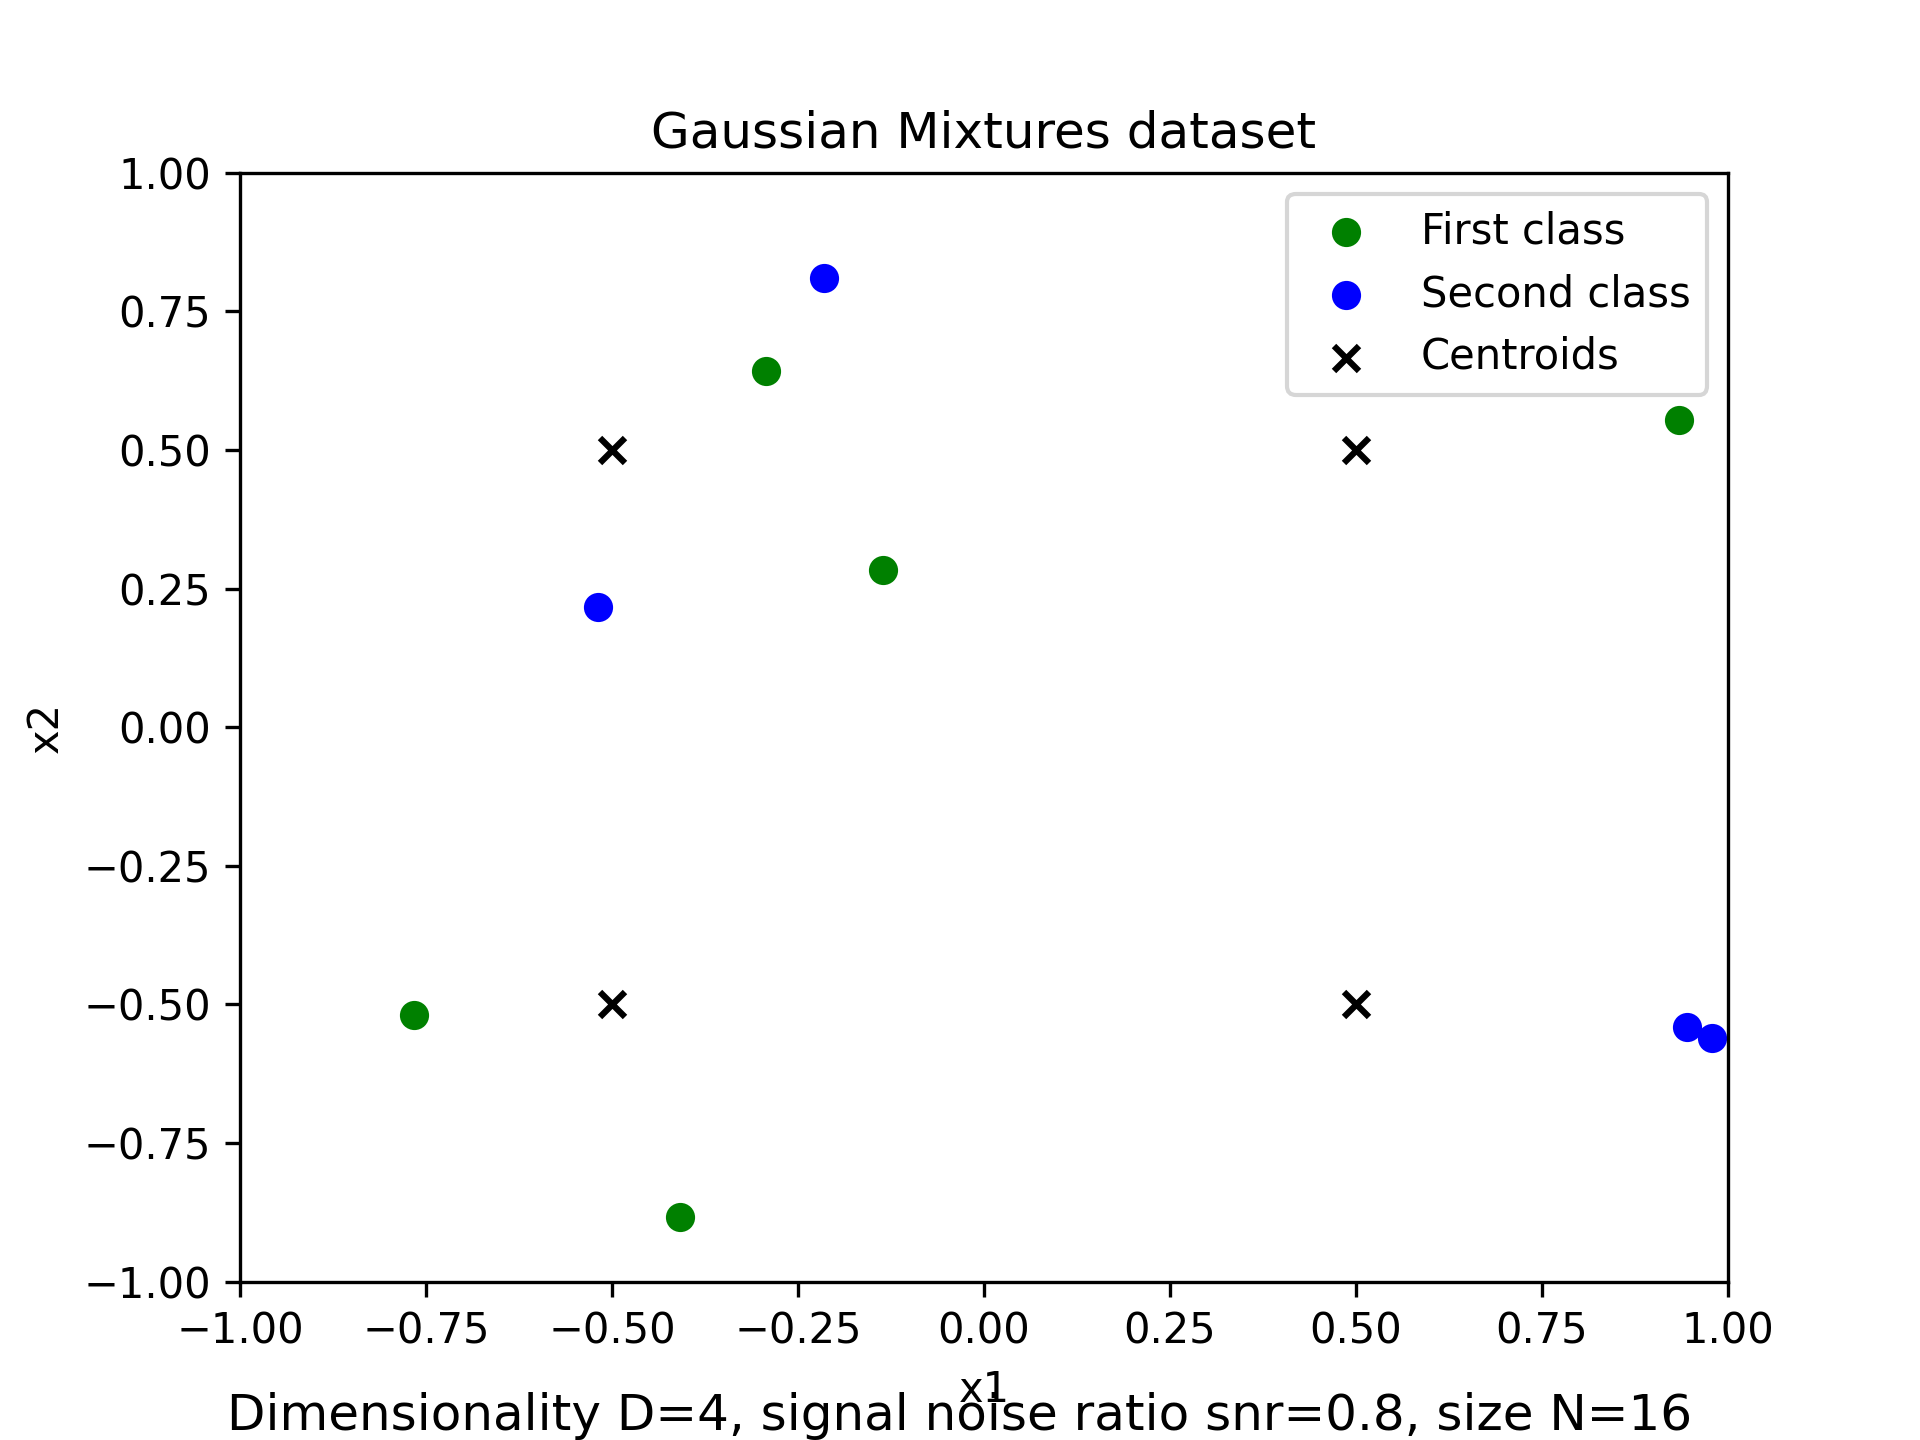 Gaussian Mixtures dataset
First class
Second class
Centroids
1.00
0.75
0.50
0.25
0.00
−0.25
−0.50
−0.75
−1.00
x2
−1.00 −0.75 −0.50 −0.25 0.00 0.25 0.50 0.75 1.00
x1
Dimensionality D=4, signal noise ratio snr=0.8, size N=16